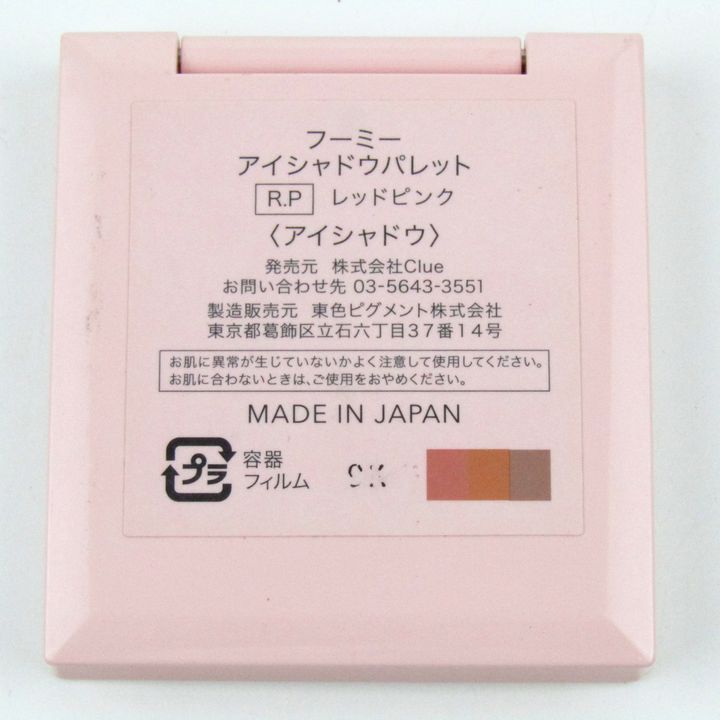 フーミー
アイシャドウパレット
R.P レッドピンク
〈アイシャドウ〉
発売元 株式会社Clue
お問い合わせ先 03-5643-3551
製造販売元 東色ピグメント株式会社
東京都葛飾区立石六丁目37番14号
お肌に異常が生じていないかよく注意して使用してください。
お肌に合わないときは、ご使用をおやめください。
MADE IN JAPAN
プラ 容器
フィルム